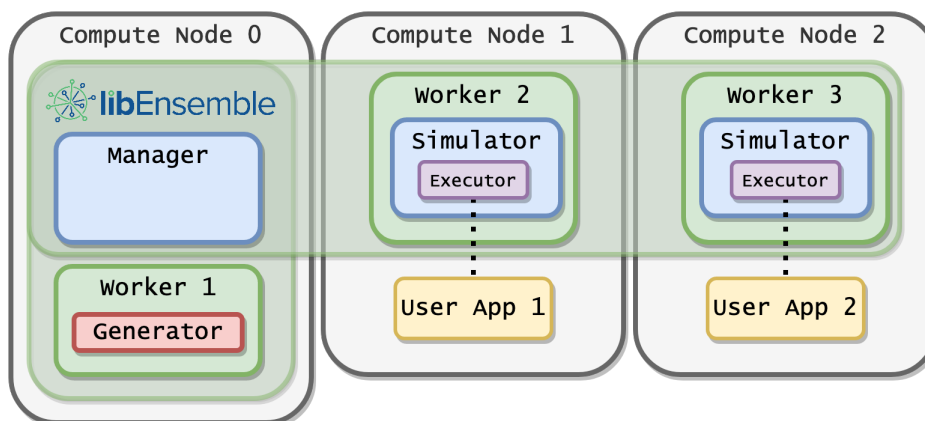 Compute Node 0
libEnsemble
Manager
Worker 1
Generator
Compute Node 1
Worker 2
Simulator
Executor
User App 1
Compute Node 2
Worker 3
Simulator
Executor
User App 2